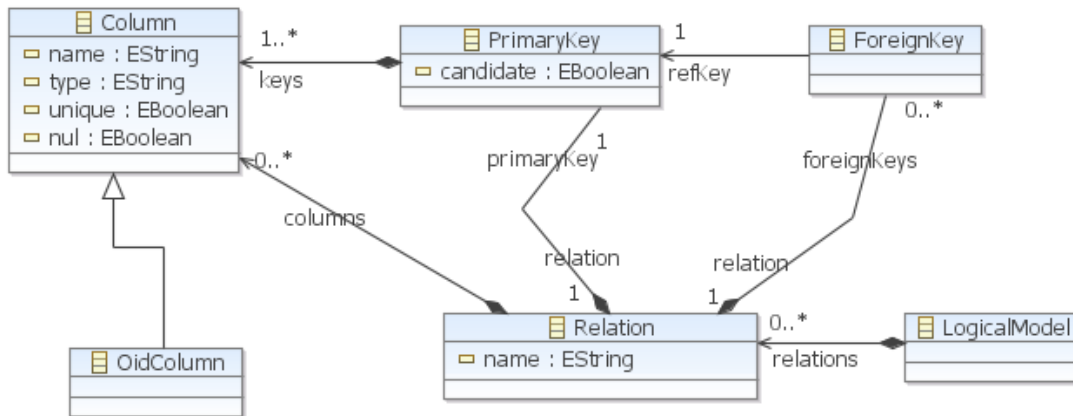 Column
name : EString
type : EString
unique : EBoolean
nul : EBoolean
1..*
keys
PrimaryKey
candidate : EBoolean
1
refKey
ForeignKey
0..*
columns
1
primaryKey
0..*
foreignKeys
relation
1
relation
1
OidColumn
Relation
name : EString
0..*
relations
LogicalModel